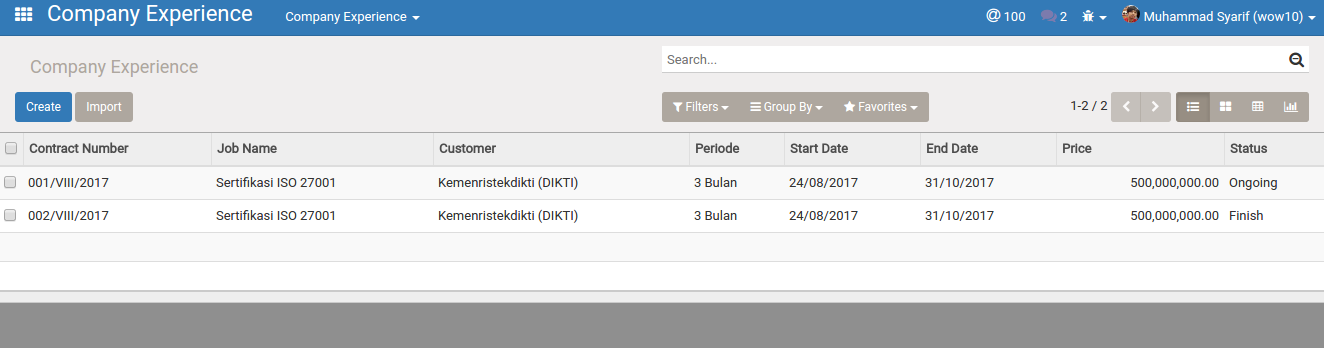 Company Experience Company Experience @ 100 2 Muhammad Syarif (wow10)
Company Experience Search...
Create Import Filters Group By Favorites 1-2 / 2
Contract Number Job Name Customer Periode Start Date End Date Price Status
001/VIII/2017 Sertifikasi ISO 27001 Kemenristekdikti (DIKTI) 3 Bulan 24/08/2017 31/10/2017 500,000,000.00 Ongoing
002/VIII/2017 Sertifikasi ISO 27001 Kemenristekdikti (DIKTI) 3 Bulan 24/08/2017 31/10/2017 500,000,000.00 Finish